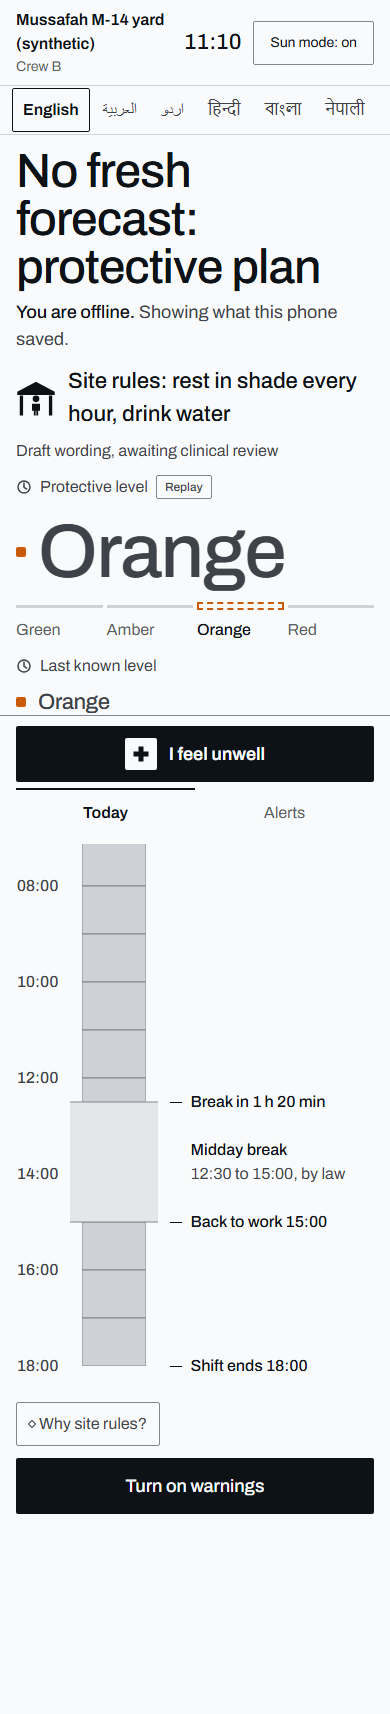 Mussafah M-14 yard
(synthetic)
Crew B
11:10
Sun mode: on
English
العربية
اردو
हिन्दी
বাংলা
नेपाली
No fresh
forecast:
protective plan
You are offline. Showing what this phone
saved.
Site rules: rest in shade every
hour, drink water
Draft wording, awaiting clinical review
Protective level
Replay
Orange
Green
Amber
Orange
Red
Last known level
Orange
I feel unwell
Today
Alerts
08:00
10:00
12:00
Break in 1 h 20 min
Midday break
14:00
12:30 to 15:00, by law
Back to work 15:00
16:00
18:00
Shift ends 18:00
Why site rules?
Turn on warnings